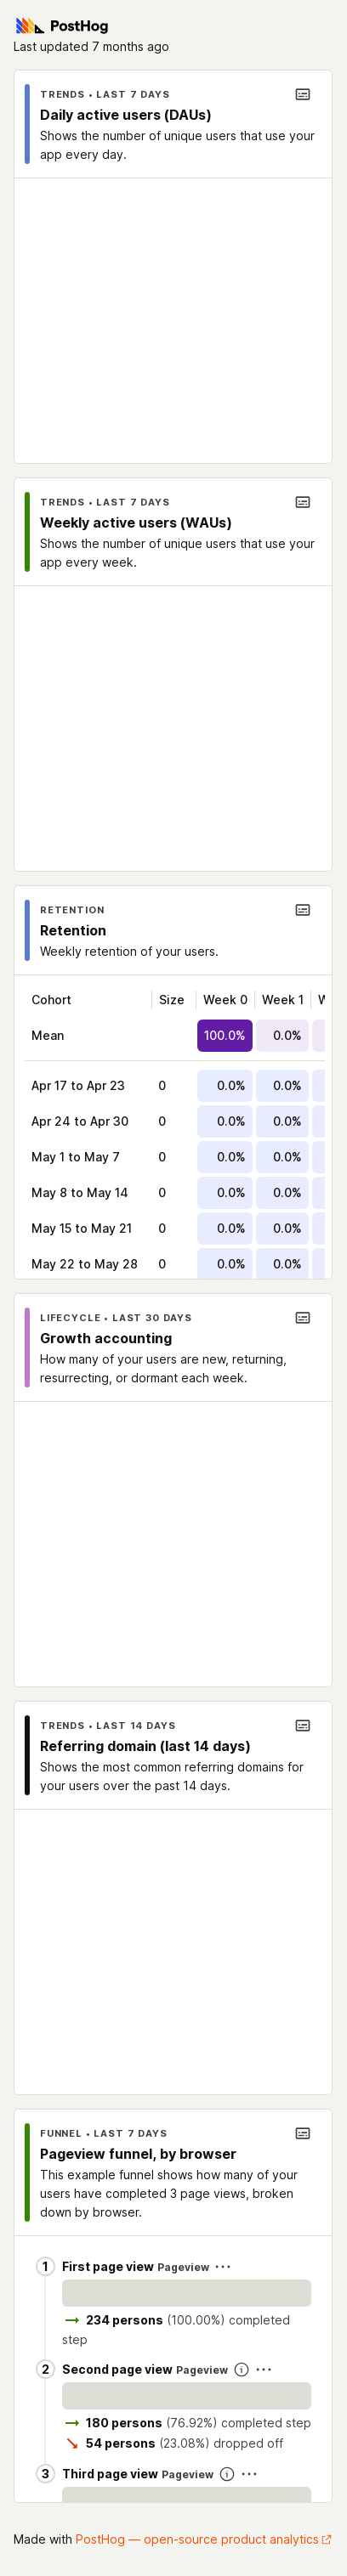 PostHog
Last updated 7 months ago
TRENDS • LAST 7 DAYS
Daily active users (DAUs)
Shows the number of unique users that use your
app every day.
TRENDS • LAST 7 DAYS
Weekly active users (WAUs)
Shows the number of unique users that use your
app every week.
RETENTION
Retention
Weekly retention of your users.
Cohort Size Week 0 Week 1 W
Mean 100.0% 0.0%
Apr 17 to Apr 23 0 0.0% 0.0%
Apr 24 to Apr 30 0 0.0% 0.0%
May 1 to May 7 0 0.0% 0.0%
May 8 to May 14 0 0.0% 0.0%
May 15 to May 21 0 0.0% 0.0%
May 22 to May 28 0 0.0% 0.0%
LIFECYCLE • LAST 30 DAYS
Growth accounting
How many of your users are new, returning,
resurrecting, or dormant each week.
TRENDS • LAST 14 DAYS
Referring domain (last 14 days)
Shows the most common referring domains for
your users over the past 14 days.
FUNNEL • LAST 7 DAYS
Pageview funnel, by browser
This example funnel shows how many of your
users have completed 3 page views, broken
down by browser.
1 First page view Pageview
234 persons (100.00%) completed
step
2 Second page view Pageview
180 persons (76.92%) completed step
54 persons (23.08%) dropped off
3 Third page view Pageview
Made with PostHog — open-source product analytics